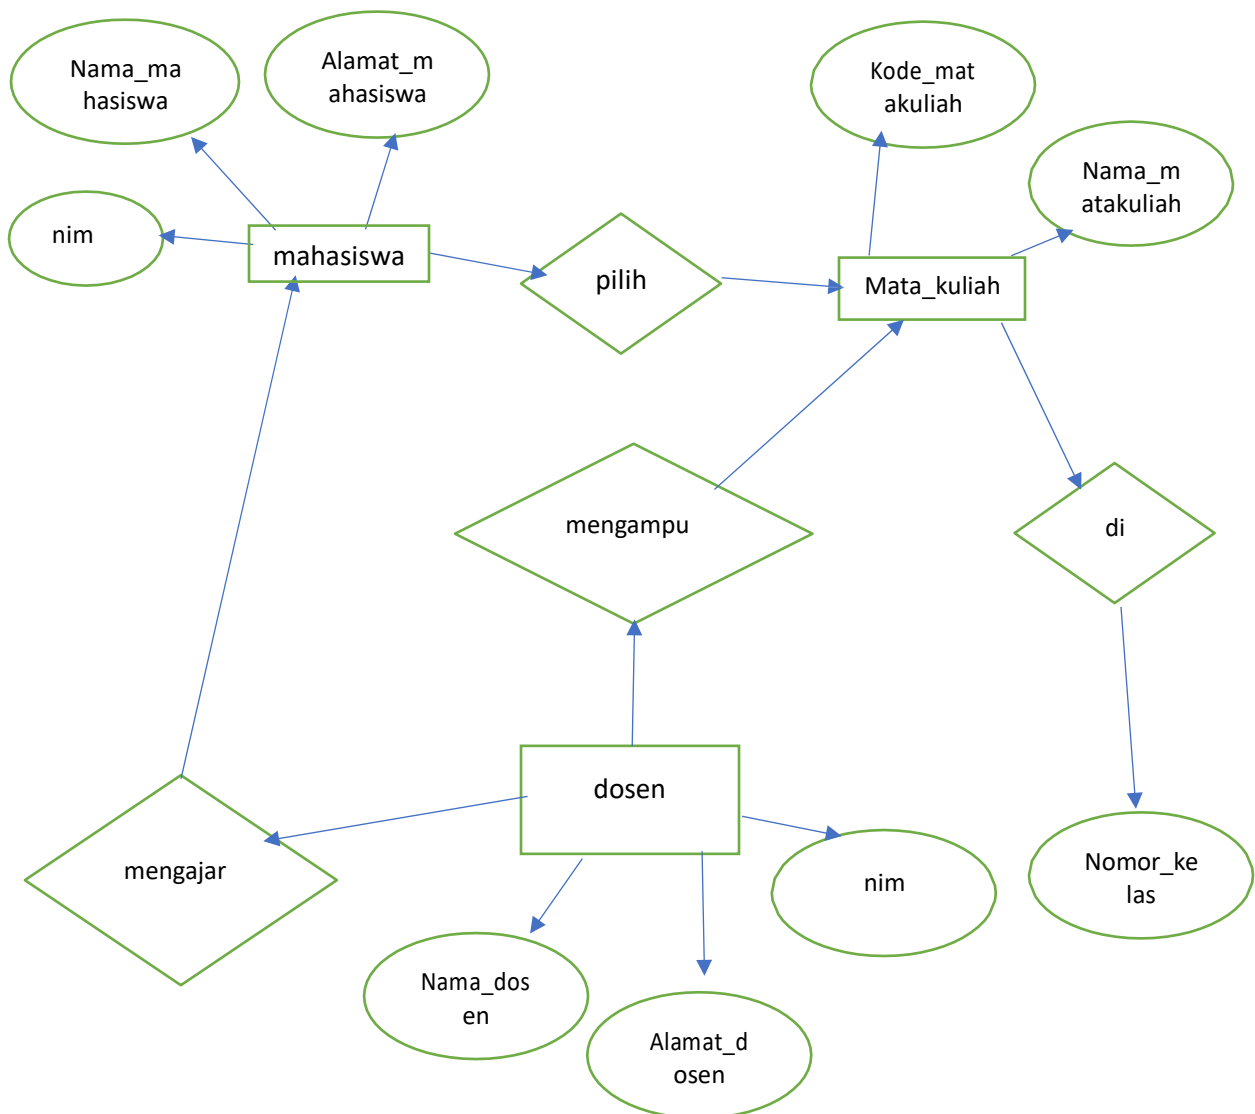 Nama_ma
hasiswa
Alamat_m
ahasiswa
Kode_mat
akuliah
Nama_m
atakuliah
nim
mahasiswa
pilih
Mata_kuliah
mengampu
di
dosen
mengajar
nim
Nomor_ke
las
Nama_dos
en
Alamat_d
osen